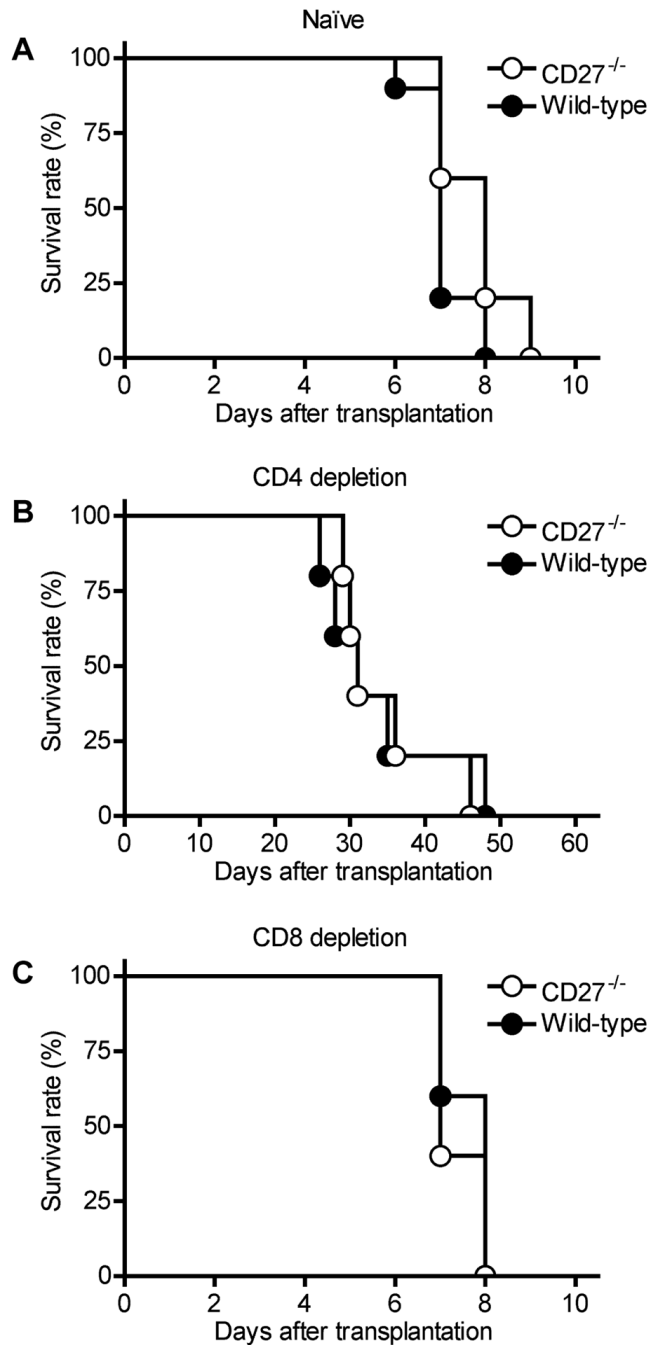 Naïve
A
CD27-/-
Wild-type
Survival rate (%)
100
75
50
25
0
0 2 4 6 8 10
Days after transplantation
CD4 depletion
B
CD27-/-
Wild-type
Survival rate (%)
100
75
50
25
0
0 10 20 30 40 50 60
Days after transplantation
CD8 depletion
C
CD27-/-
Wild-type
Survival rate (%)
100
75
50
25
0
0 2 4 6 8 10
Days after transplantation